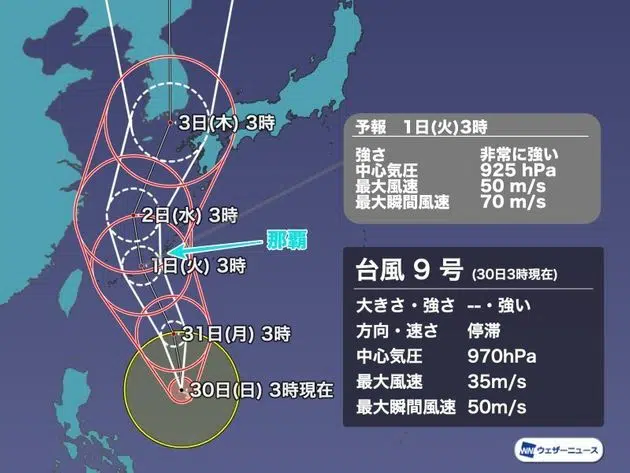 3日(木) 3時
2日(水) 3時
那覇
1日(火) 3時
31日(月) 3時
30日(日) 3時現在
予報 1日(火)3時
強さ 非常に強い
中心気圧 925 hPa
最大風速 50 m/s
最大瞬間風速 70 m/s
台風 9 号 (30日3時現在)
大きさ・強さ --・強い
方向・速さ 停滞
中心気圧 970hPa
最大風速 35m/s
最大瞬間風速 50m/s
WN ウェザーニュース